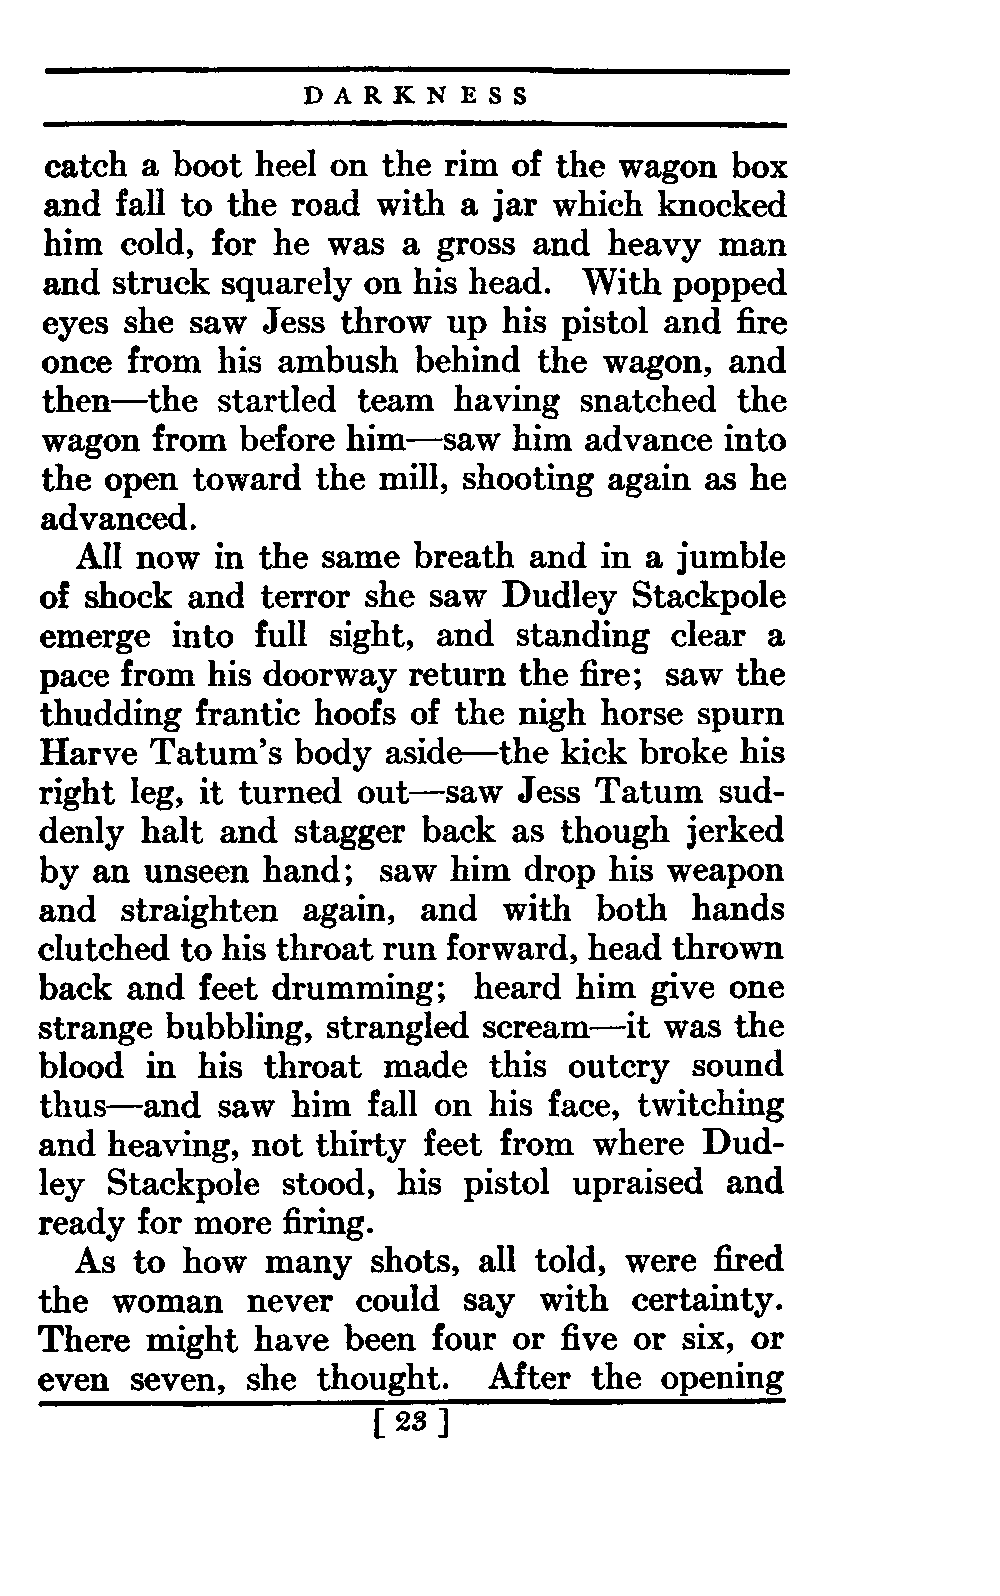 DARKNESS
catch a boot heel on the rim of the wagon box
and fall to the road with a jar which knocked
him cold, for he was a gross and heavy man
and struck squarely on his head. With popped
eyes she saw Jess throw up his pistol and fire
once from his ambush behind the wagon, and
then—the startled team having snatched the
wagon from before him—saw him advance into
the open toward the mill, shooting again as he
advanced.
All now in the same breath and in a jumble
of shock and terror she saw Dudley Stackpole
emerge into full sight, and standing clear a
pace from his doorway return the fire; saw the
thudding frantic hoofs of the nigh horse spurn
Harve Tatum's body aside—the kick broke his
right leg, it turned out—saw Jess Tatum sud-
denly halt and stagger back as though jerked
by an unseen hand; saw him drop his weapon
and straighten again, and with both hands
clutched to his throat run forward, head thrown
back and feet drumming; heard him give one
strange bubbling, strangled scream—it was the
blood in his throat made this outcry sound
thus—and saw him fall on his face, twitching
and heaving, not thirty feet from where Dud-
ley Stackpole stood, his pistol upraised and
ready for more firing.
As to how many shots, all told, were fired
the woman never could say with certainty.
There might have been four or five or six, or
even seven, she thought. After the opening
[ 23 ]